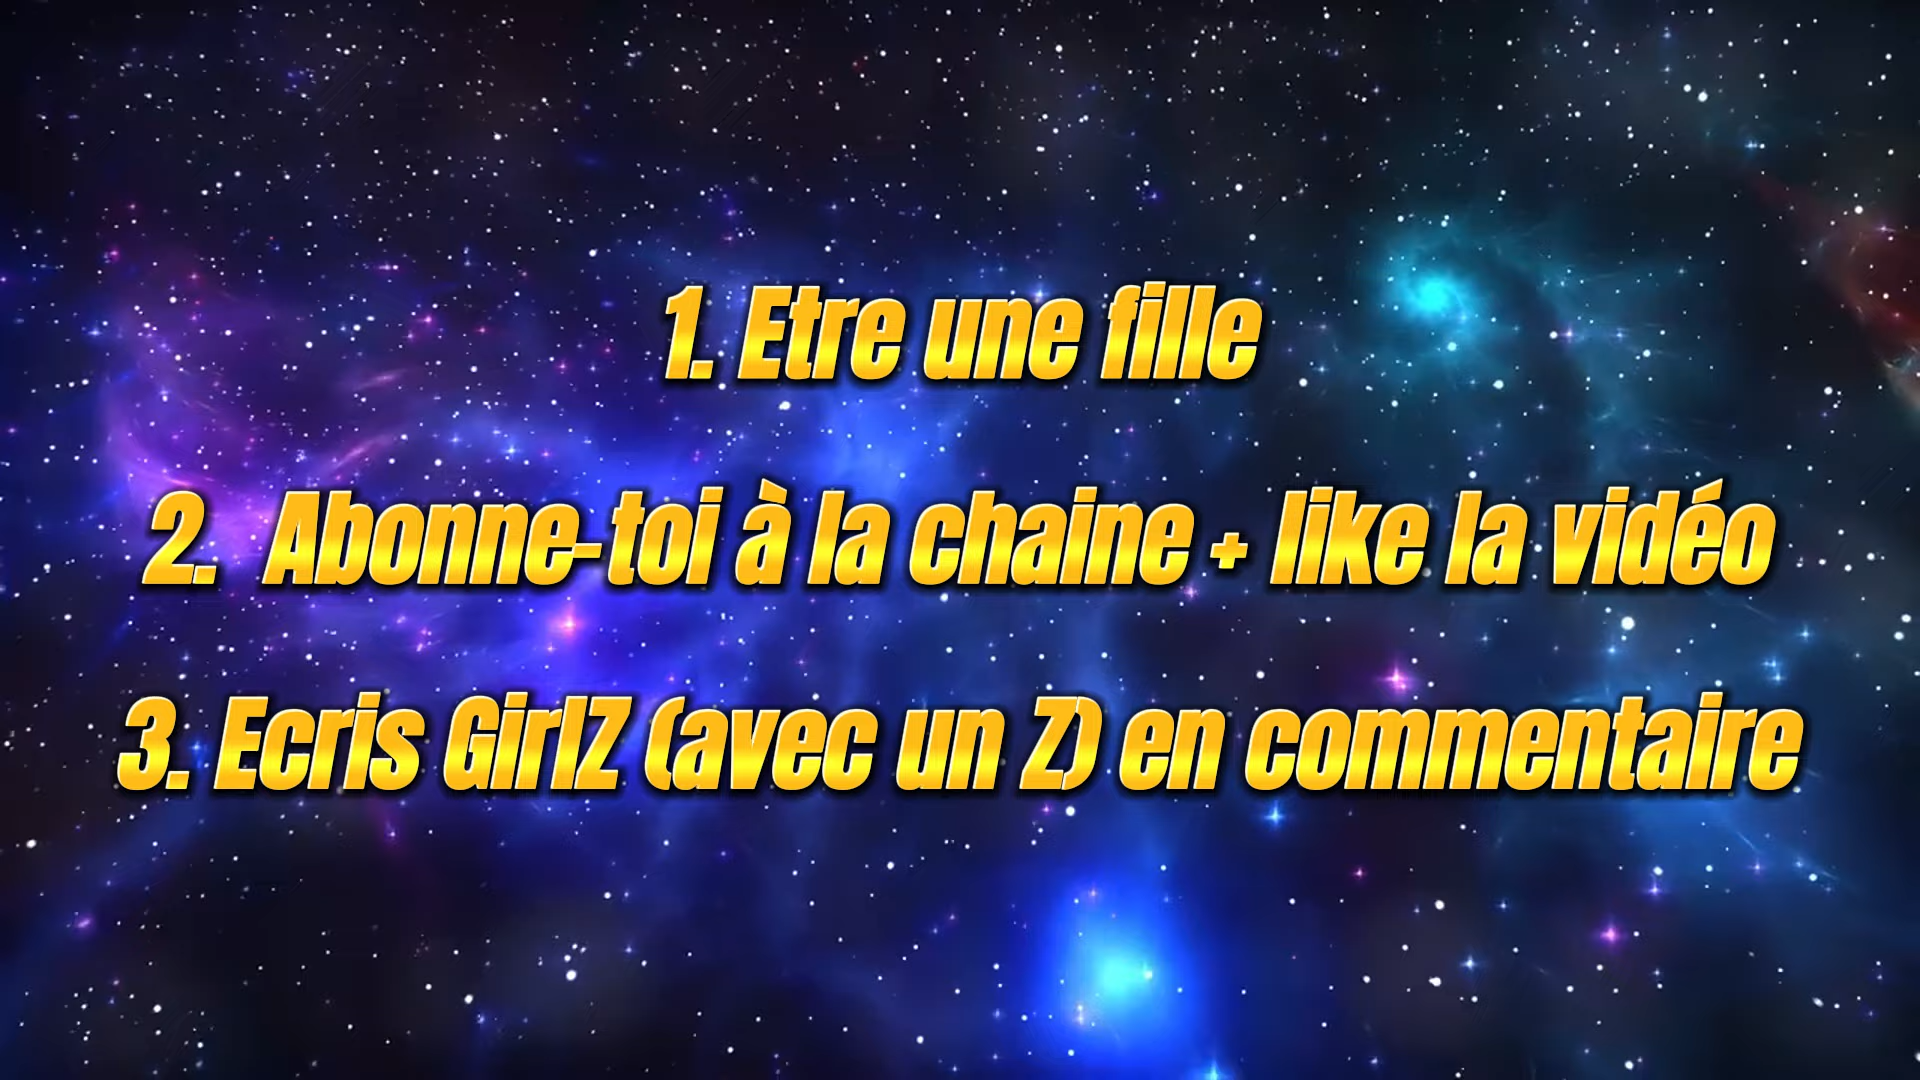 1. Etre une fille
2. Abonne-toi à la chaine + like la vidéo
3. Ecris GirlZ (avec un Z) en commentaire